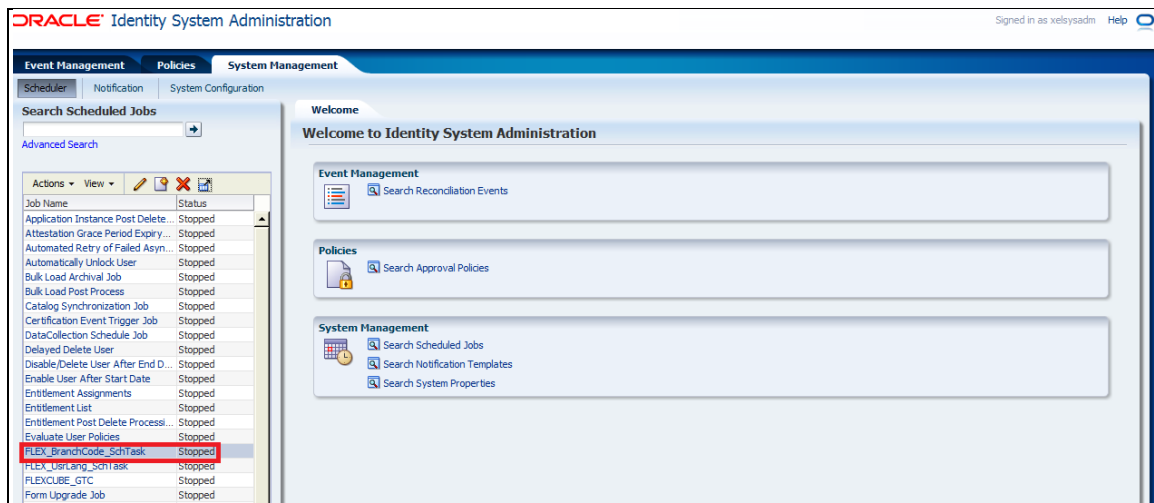 ORACLE Identity System Administration
Signed in as xelsysadm Help
Event Management Policies System Management
Scheduler Notification System Configuration
Search Scheduled Jobs
Advanced Search
Actions View
Job Name Status
Application Instance Post Delete... Stopped
Attestation Grace Period Expiry... Stopped
Automated Retry of Failed Asyn... Stopped
Automatically Unlock User Stopped
Bulk Load Archival Job Stopped
Bulk Load Post Process Stopped
Catalog Synchronization Job Stopped
Certification Event Trigger Job Stopped
DataCollection Schedule Job Stopped
Delayed Delete User Stopped
Disable/Delete User After End D... Stopped
Enable User After Start Date Stopped
Entitlement Assignments Stopped
Entitlement List Stopped
Entitlement Post Delete Processi... Stopped
Evaluate User Policies Stopped
FLEX_BranchCode_SchTask Stopped
FLEX_UsrLang_SchTask Stopped
FLEXCUBE_GTC Stopped
Form Upgrade Job Stopped
Welcome
Welcome to Identity System Administration
Event Management
Search Reconciliation Events
Policies
Search Approval Policies
System Management
Search Scheduled Jobs
Search Notification Templates
Search System Properties